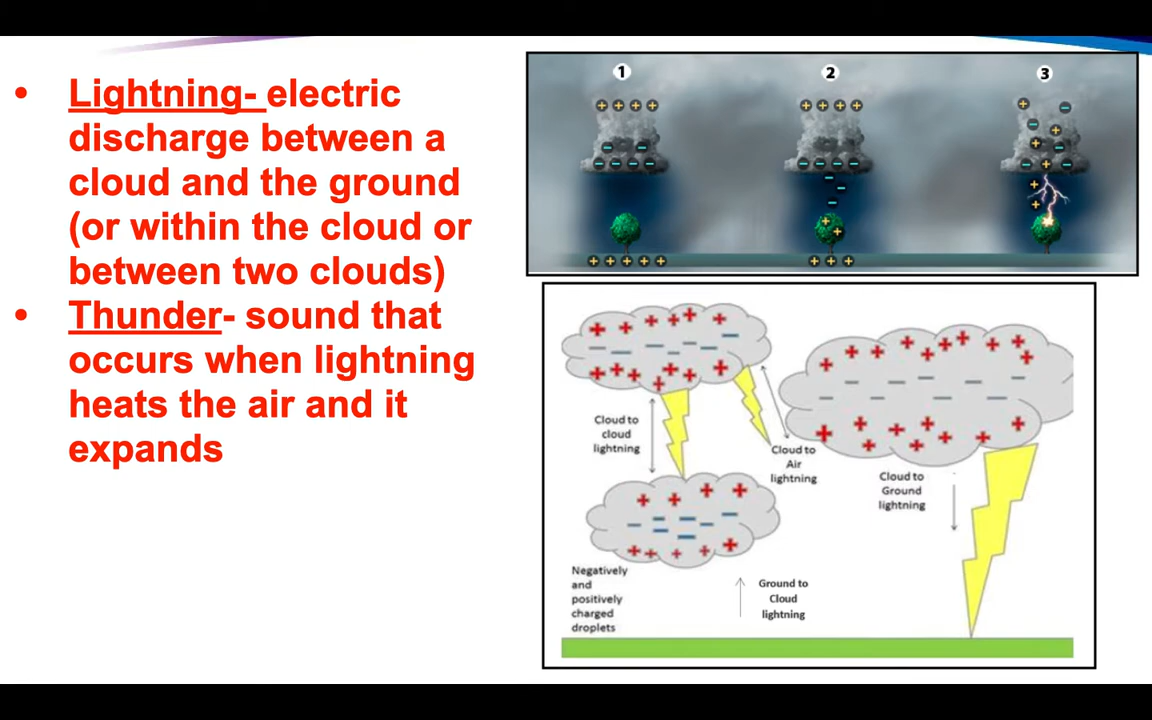 • Lightning- electric
discharge between a
cloud and the ground
(or within the cloud or
between two clouds)
• Thunder- sound that
occurs when lightning
heats the air and it
expands
1
2
3
Cloud to
cloud
lightning
Cloud to
Air
lightning
Cloud to
Ground
lightning
Negatively
and
positively
charged
droplets
Ground to
Cloud
lightning